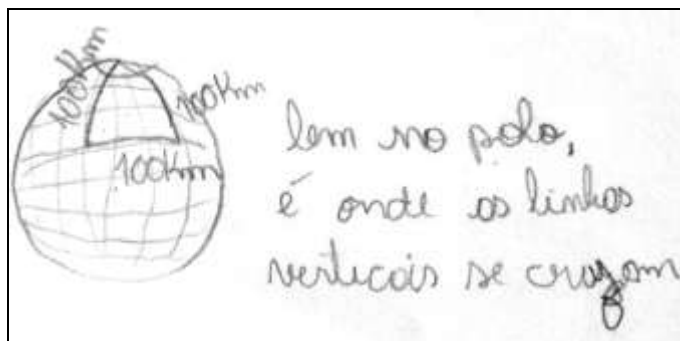 100Km
100Km
100Km
lem no polo,
é onde as linhas
verticais se cruzam